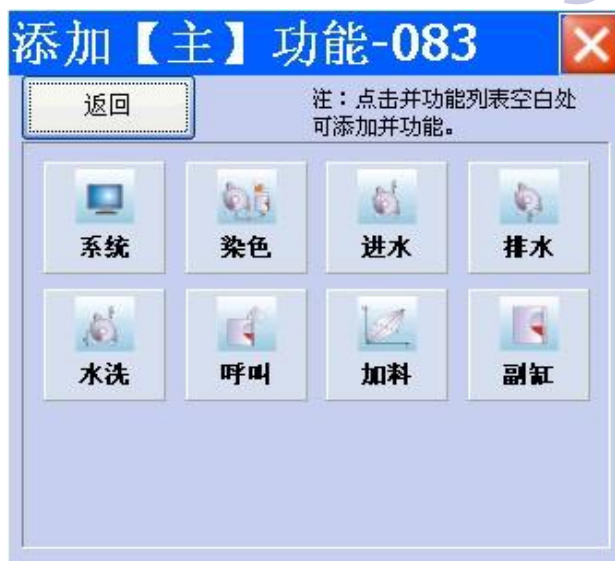 添加【主】功能-083
返回
注：点击并功能列表空白处
可添加并功能。
系统
染色
进水
排水
水洗
呼叫
加料
副缸